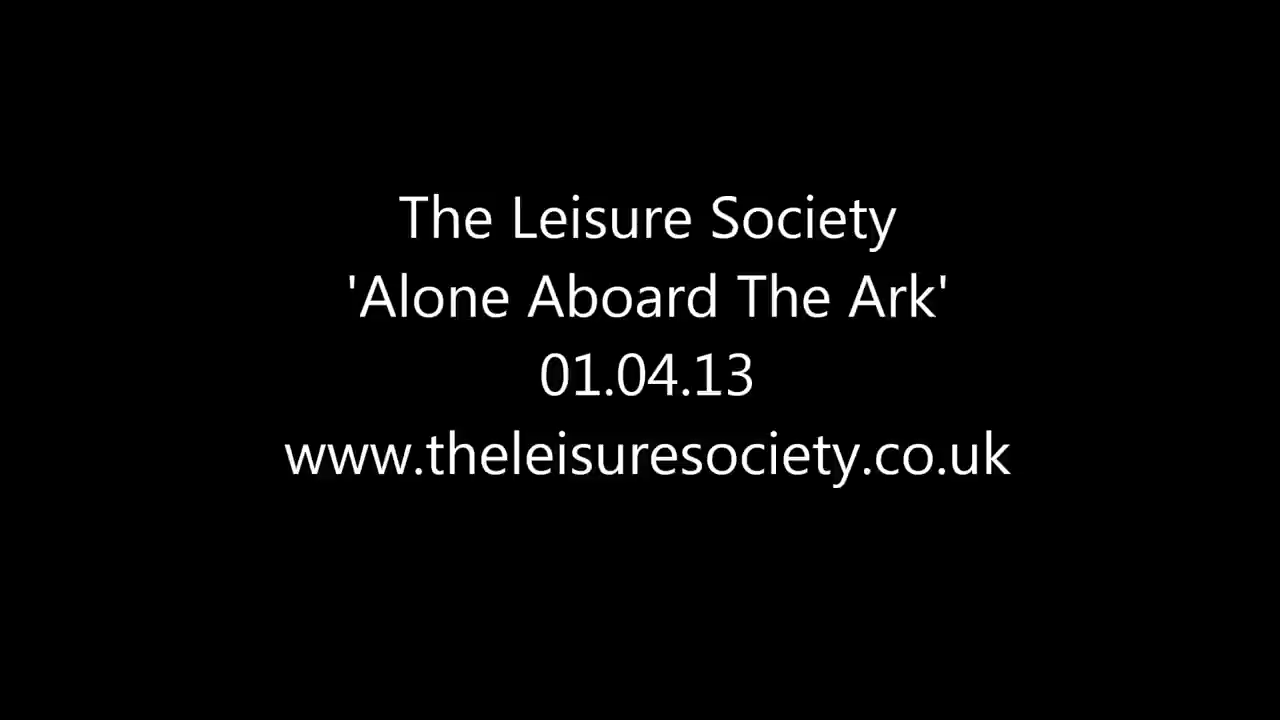 The Leisure Society
'Alone Aboard The Ark'
01.04.13
www.theleisuresociety.co.uk